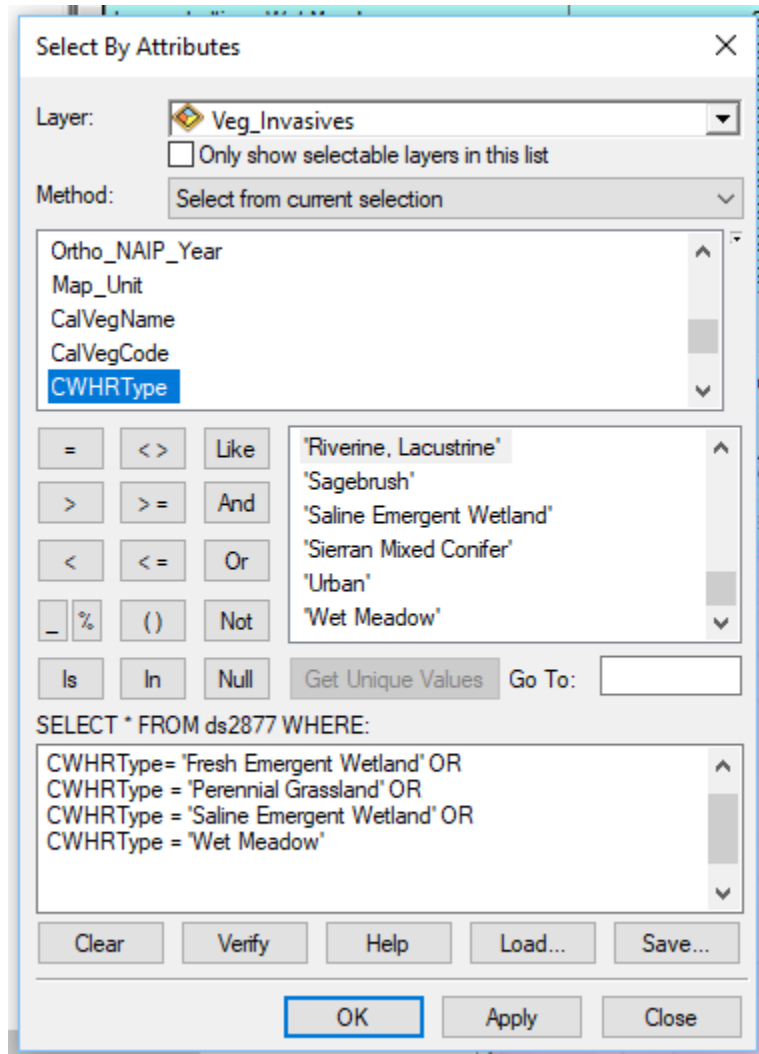 Select By Attributes
Layer:
Veg_Invasives
Only show selectable layers in this list
Method:
Select from current selection
Ortho_NAIP_Year
Map_Unit
CalVegName
CalVegCode
CWHRType
= <> Like
> >= And
< <= Or
_ % () Not
Is In Null
'Riverine, Lacustrine'
'Sagebrush'
'Saline Emergent Wetland'
'Sierran Mixed Conifer'
'Urban'
'Wet Meadow'
Get Unique Values Go To:
SELECT * FROM ds2877 WHERE:
CWHRType= 'Fresh Emergent Wetland' OR
CWHRType = 'Perennial Grassland' OR
CWHRType = 'Saline Emergent Wetland' OR
CWHRType = 'Wet Meadow'
Clear Verify Help Load... Save...
OK Apply Close